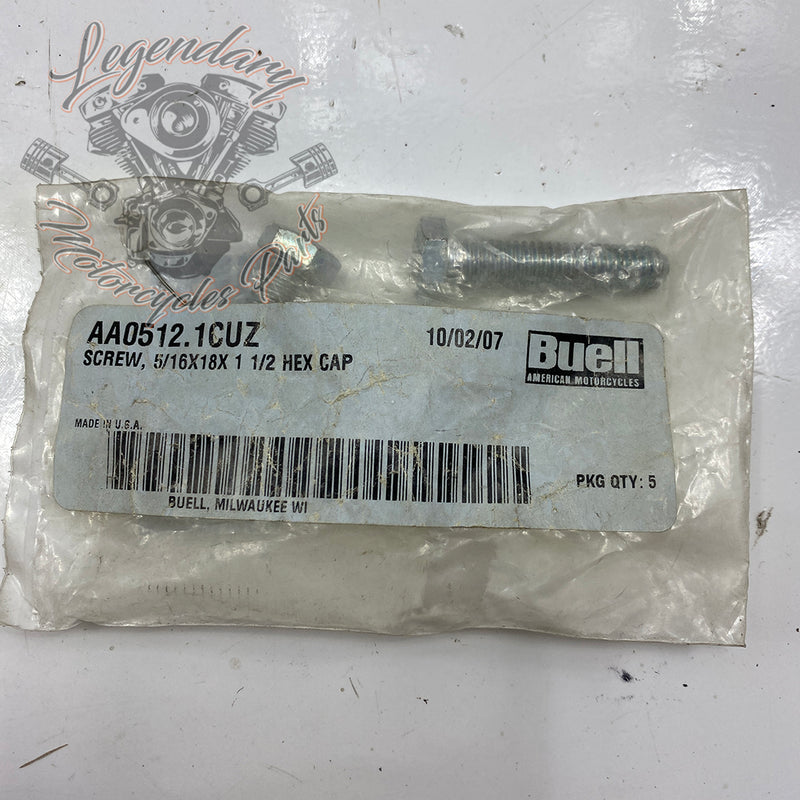 Legendary
Motorcycles Parts
AA0512.1CUZ
10/02/07
Buell
AMERICAN MOTORCYCLES
SCREW, 5/16X18X 1 1/2 HEX CAP
MADE IN U.S.A.
PKG QTY: 5
BUELL, MILWAUKEE WI